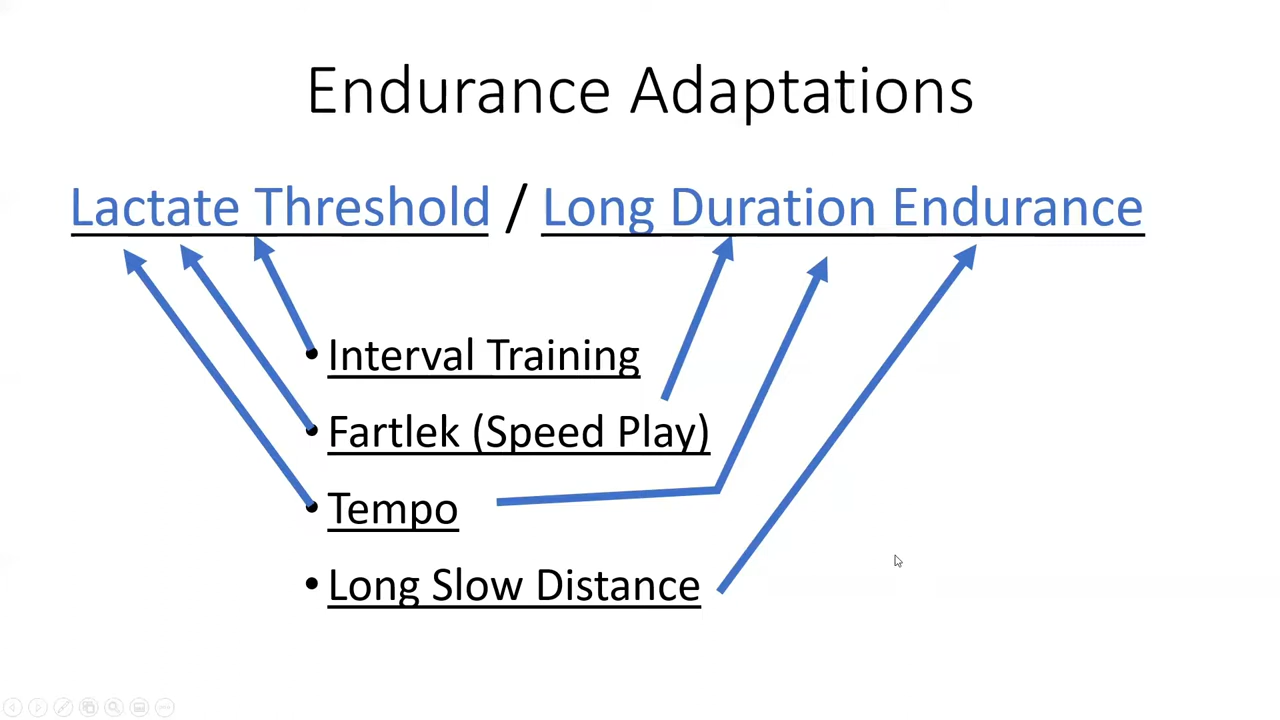 Endurance Adaptations
Lactate Threshold / Long Duration Endurance
• Interval Training
• Fartlek (Speed Play)
• Tempo
• Long Slow Distance